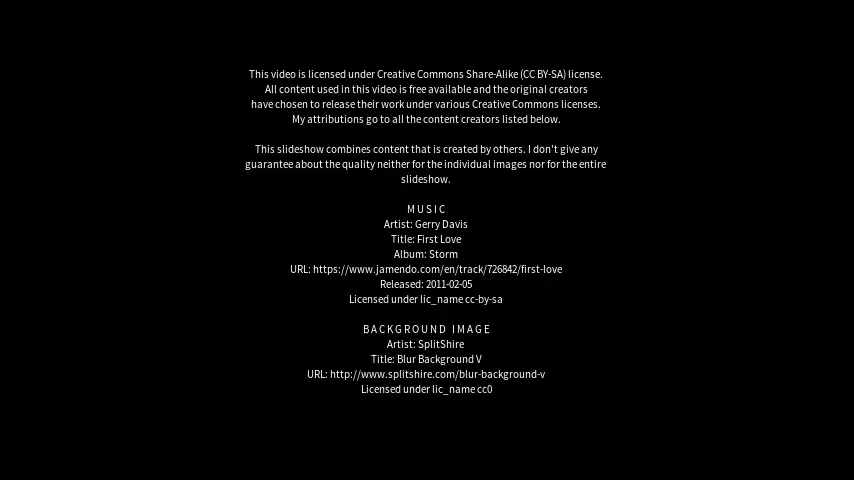 This video is licensed under Creative Commons Share-Alike (CC BY-SA) license.
All content used in this video is free available and the original creators
have chosen to release their work under various Creative Commons licenses.
My attributions go to all the content creators listed below.
This slideshow combines content that is created by others. I don't give any
guarantee about the quality neither for the individual images nor for the entire
slideshow.
MUSIC
Artist: Gerry Davis
Title: First Love
Album: Storm
URL: https://www.jamendo.com/en/track/726842/first-love
Released: 2011-02-05
Licensed under lic_name cc-by-sa
BACKGROUND IMAGE
Artist: SplitShire
Title: Blur Background V
URL: http://www.splitshire.com/blur-background-v
Licensed under lic_name cc0